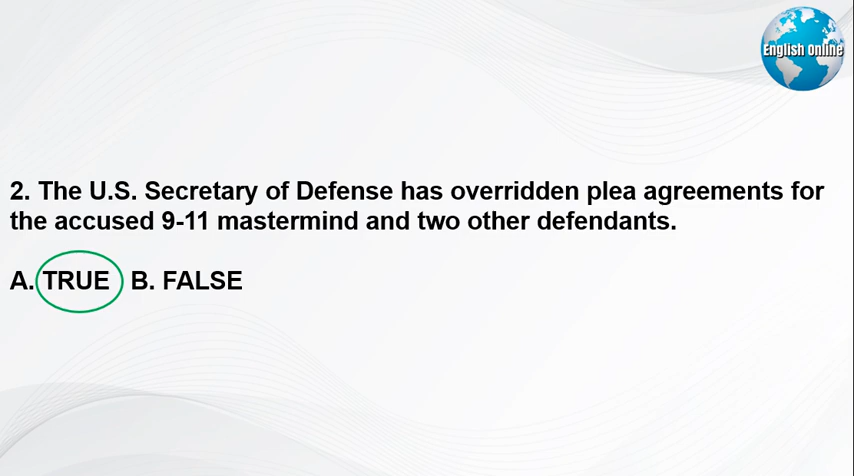 English Online
2. The U.S. Secretary of Defense has overridden plea agreements for
the accused 9-11 mastermind and two other defendants.
A. TRUE B. FALSE